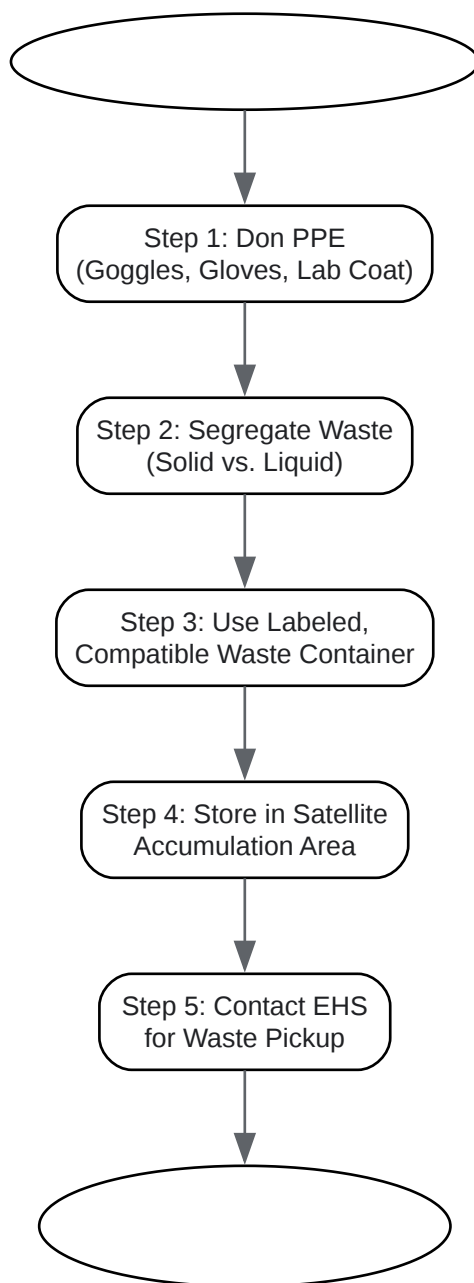 Step 1: Don PPE
(Goggles, Gloves, Lab Coat)
Step 2: Segregate Waste
(Solid vs. Liquid)
Step 3: Use Labeled,
Compatible Waste Container
Step 4: Store in Satellite
Accumulation Area
Step 5: Contact EHS
for Waste Pickup